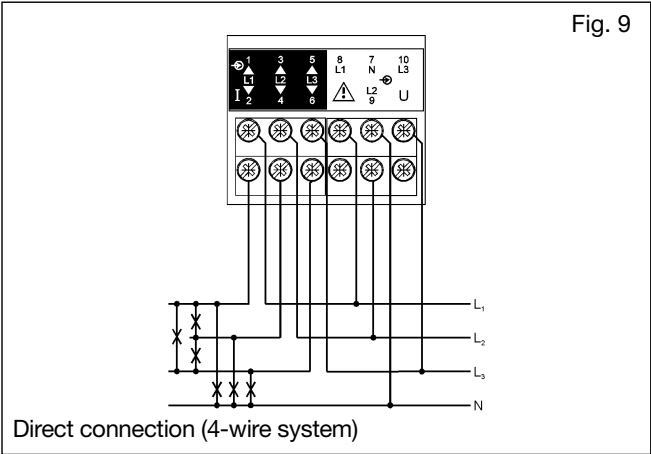 Fig. 9
1 3 5 8 7 10
L1 N L3
L1 L2 L3
I L2 U
2 4 6 9
L1
L2
L3
N
Direct connection (4-wire system)